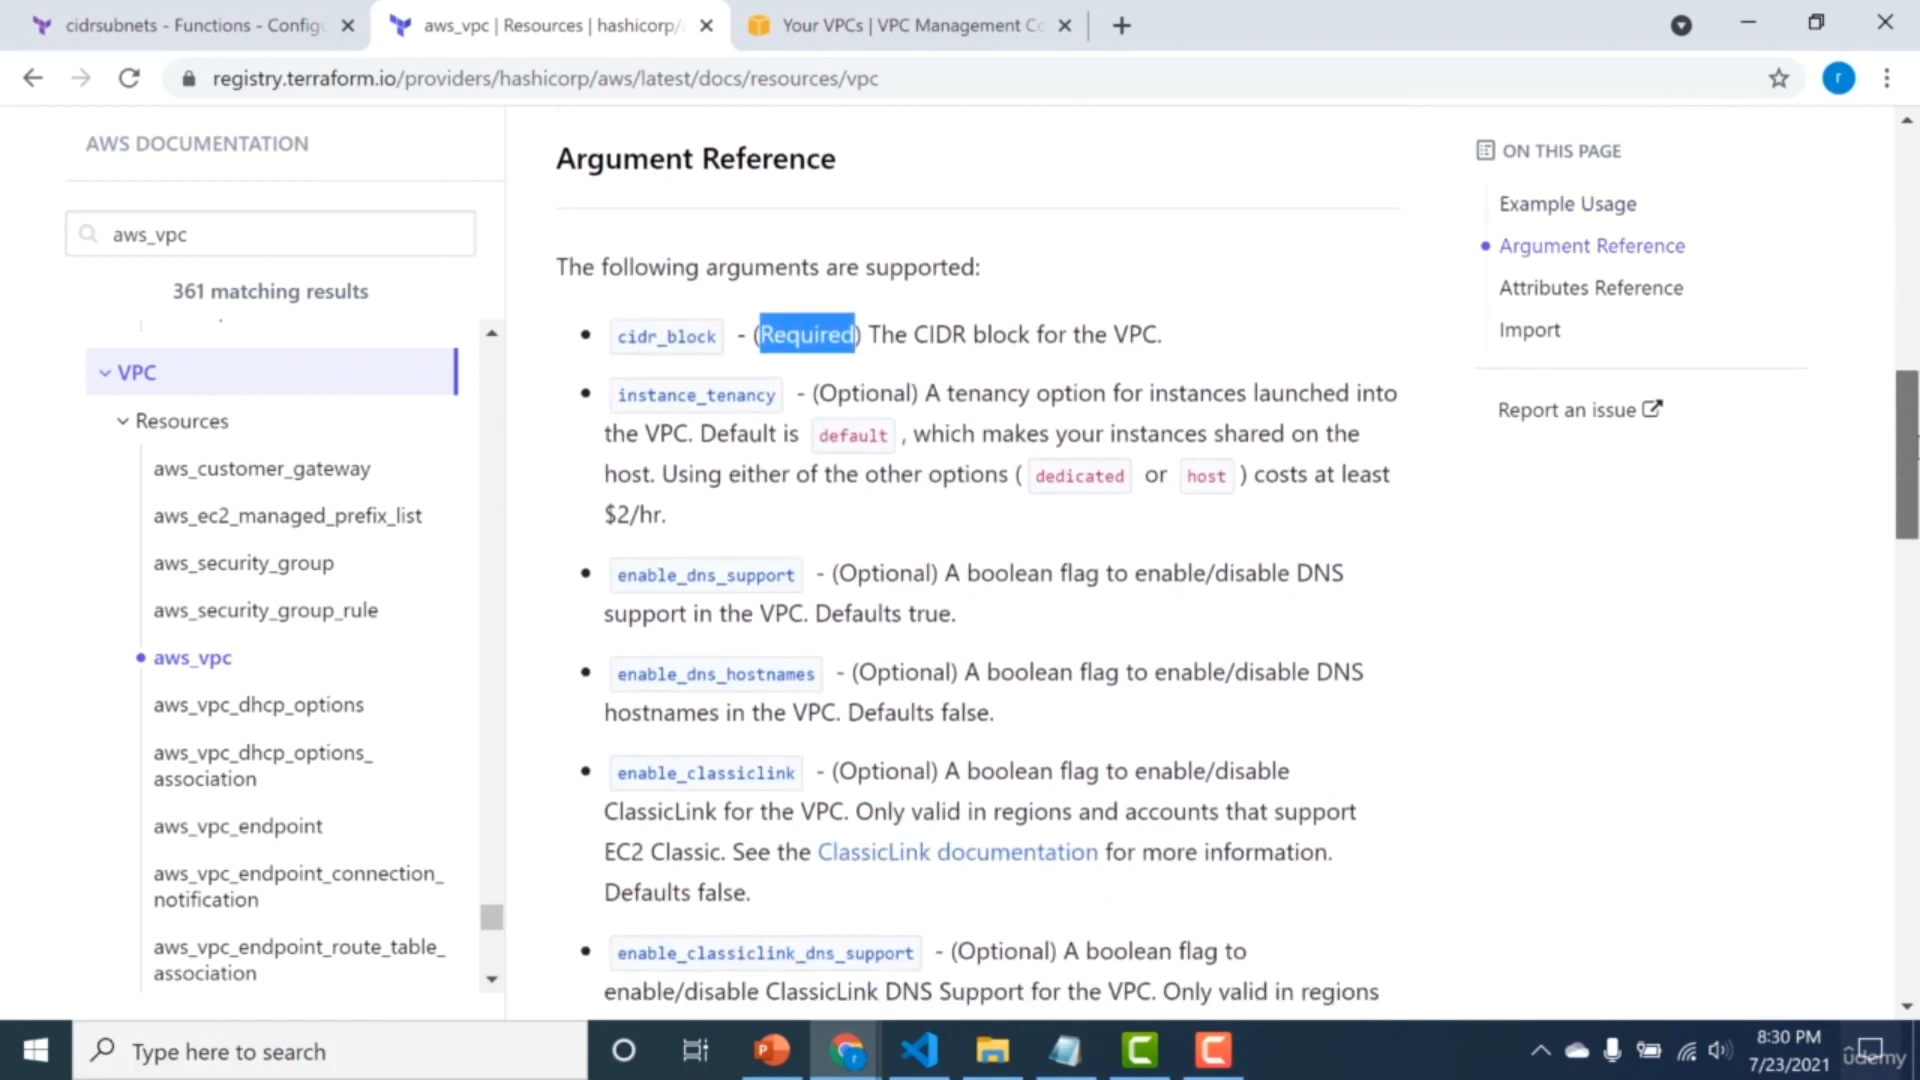 cidrsubnets - Functions - Config
aws_vpc | Resources | hashicorp/
Your VPCs | VPC Management Co
registry.terraform.io/providers/hashicorp/aws/latest/docs/resources/vpc
r
AWS DOCUMENTATION
aws_vpc
361 matching results
VPC
Resources
aws_customer_gateway
aws_ec2_managed_prefix_list
aws_security_group
aws_security_group_rule
aws_vpc
aws_vpc_dhcp_options
aws_vpc_dhcp_options_
association
aws_vpc_endpoint
aws_vpc_endpoint_connection_
notification
aws_vpc_endpoint_route_table_
association
Argument Reference
The following arguments are supported:
cidr_block - (Required) The CIDR block for the VPC.
instance_tenancy - (Optional) A tenancy option for instances launched into
the VPC. Default is default , which makes your instances shared on the
host. Using either of the other options ( dedicated or host ) costs at least
$2/hr.
enable_dns_support - (Optional) A boolean flag to enable/disable DNS
support in the VPC. Defaults true.
enable_dns_hostnames - (Optional) A boolean flag to enable/disable DNS
hostnames in the VPC. Defaults false.
enable_classiclink - (Optional) A boolean flag to enable/disable
ClassicLink for the VPC. Only valid in regions and accounts that support
EC2 Classic. See the ClassicLink documentation for more information.
Defaults false.
enable_classiclink_dns_support - (Optional) A boolean flag to
enable/disable ClassicLink DNS Support for the VPC. Only valid in regions
ON THIS PAGE
Example Usage
Argument Reference
Attributes Reference
Import
Report an issue
Type here to search
8:30 PM
7/23/2021
ûdemy